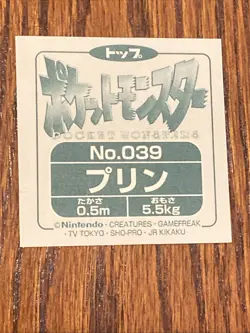 トップ
ポケットモンスター
POCKET MONSTERS
No.039
プリン
たかさ おもさ
0.5m 5.5kg
©Nintendo・CREATURES・GAMEFREAK
・TV TOKYO・SHO-PRO・JR KIKAKU